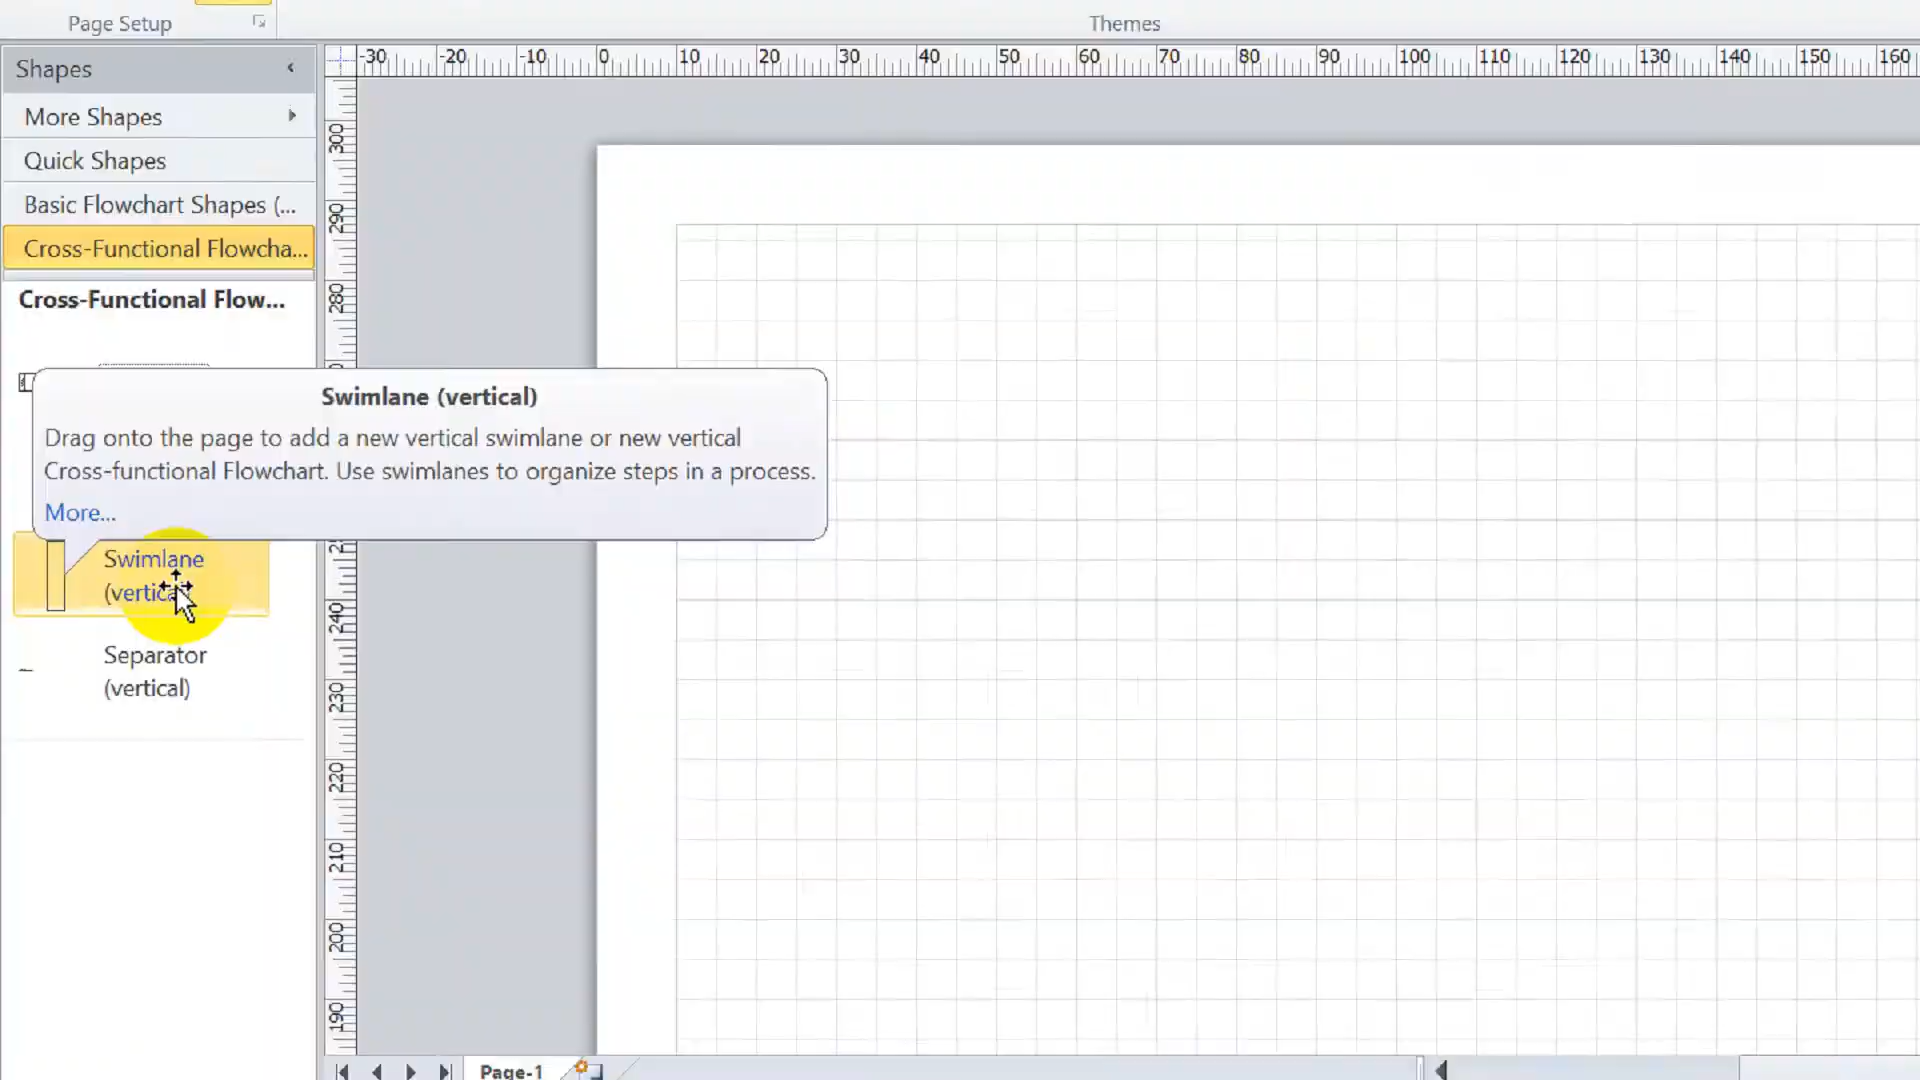 Page Setup
Themes
Shapes
-30 -20 -10 0 10 20 30 40 50 60 70 80 90 100 110 120 130 140 150 160
More Shapes
Quick Shapes
Basic Flowchart Shapes (...
Cross-Functional Flowcha...
Cross-Functional Flow...
Swimlane (vertical)
Drag onto the page to add a new vertical swimlane or new vertical
Cross-functional Flowchart. Use swimlanes to organize steps in a process.
More...
Swimlane
Separator
(vertical)
300
290
280
240
230
220
210
200
190
Page-1